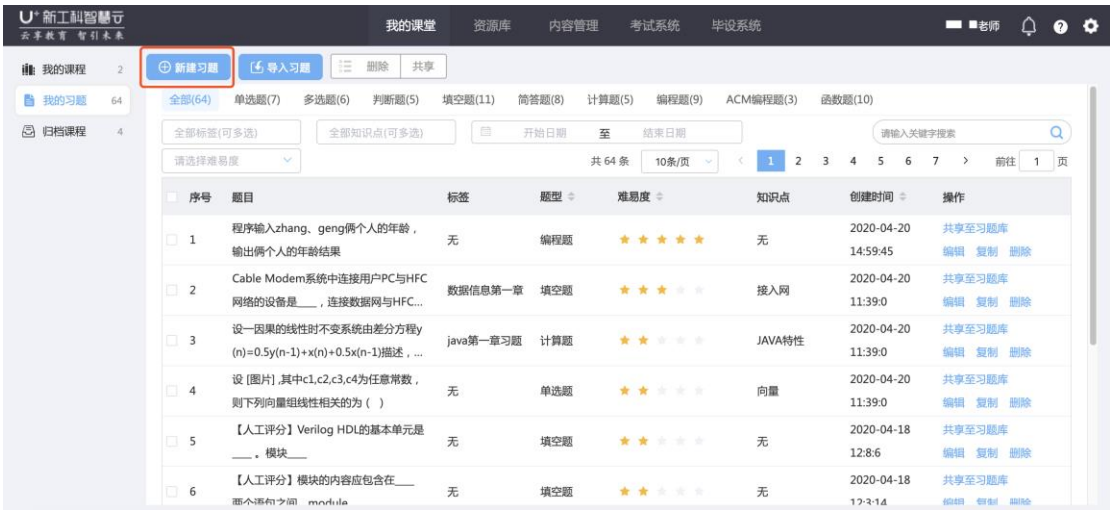 U+ 新工科智慧云
云享教育 智引未来
我的课堂 资源库 内容管理 考试系统 毕设系统
老师
我的课程 2
我的习题 64
归档课程 4
新建习题 导入习题 删除 共享
全部(64) 单选题(7) 多选题(6) 判断题(5) 填空题(11) 简答题(8) 计算题(5) 编程题(9) ACM编程题(3) 函数题(10)
全部标签(可多选) 全部知识点(可多选) 开始日期 至 结束日期 请输入关键字搜索
请选择难易度 共 64 条 10条/页 1 2 3 4 5 6 7 前往 1 页
序号 题目 标签 题型 难易度 知识点 创建时间 操作
1 程序输入zhang、geng俩个人的年龄， 无 编程题 无 2020-04-20 共享至习题库
输出俩个人的年龄结果 14:59:45 编辑 复制 删除
2 Cable Modem系统中连接用户PC与HFC 数据信息第一章 填空题 接入网 2020-04-20 共享至习题库
网络的设备是____，连接数据网与HFC... 11:39:0 编辑 复制 删除
3 设一因果的线性时不变系统由差分方程y java第一章习题 计算题 JAVA特性 2020-04-20 共享至习题库
(n)=0.5y(n-1)+x(n)+0.5x(n-1)描述，... 11:39:0 编辑 复制 删除
4 设 [图片] ,其中c1,c2,c3,c4为任意常数， 无 单选题 向量 2020-04-20 共享至习题库
则下列向量组线性相关的为 ( ) 11:39:0 编辑 复制 删除
5 【人工评分】Verilog HDL的基本单元是 无 填空题 无 2020-04-18 共享至习题库
____。模块____ 12:8:6 编辑 复制 删除
6 【人工评分】模块的内容应包含在____ 无 填空题 无 2020-04-18 共享至习题库
两个语句之间 module 12:3:14 编辑 复制 删除